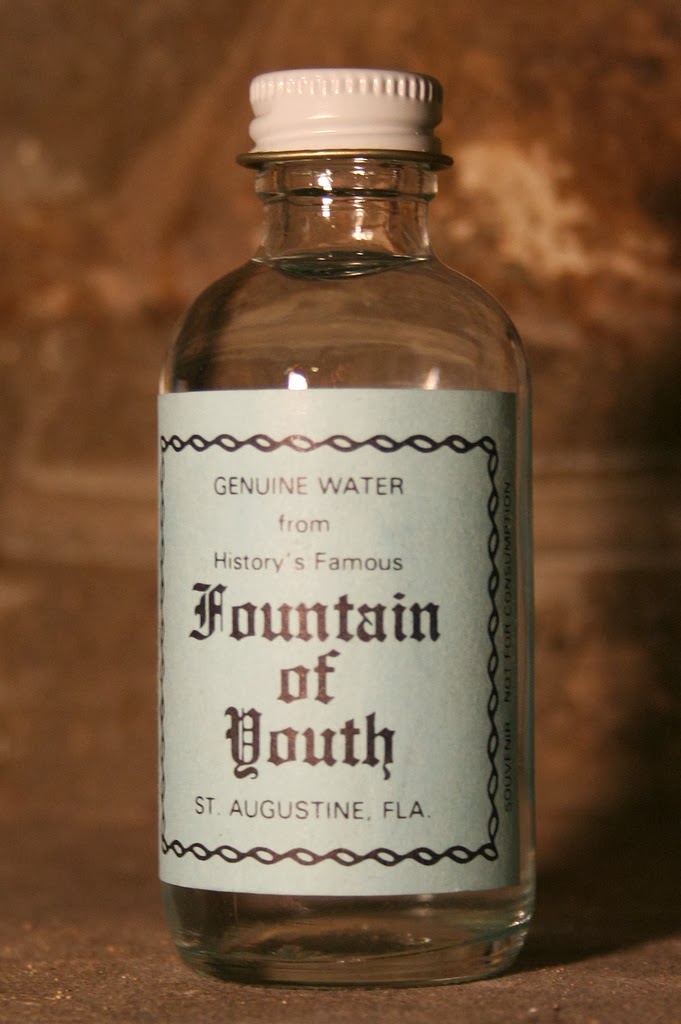 GENUINE WATER
from
History's Famous
Fountain
of
Youth
ST. AUGUSTINE, FLA.
SOUVENIR NOT FOR CONSUMPTION